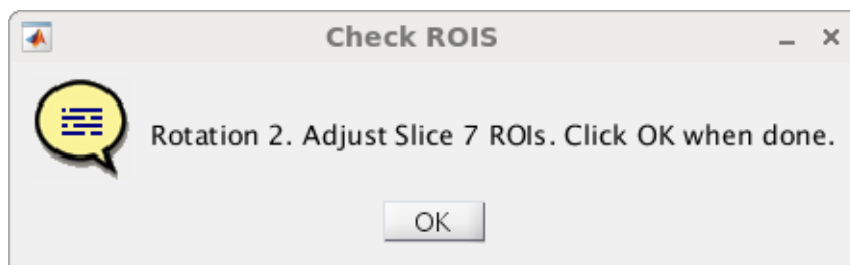 Check ROIS
Rotation 2. Adjust Slice 7 ROIs. Click OK when done.
OK